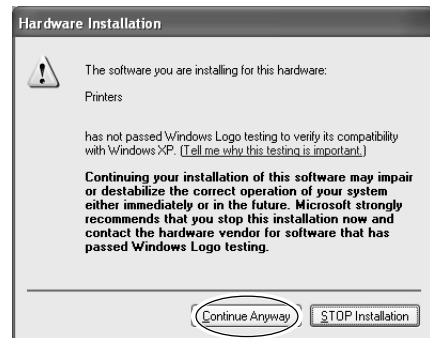 Hardware Installation
The software you are installing for this hardware:
Printers
has not passed Windows Logo testing to verify its compatibility
with Windows XP. (Tell me why this testing is important.)
Continuing your installation of this software may impair
or destabilize the correct operation of your system
either immediately or in the future. Microsoft strongly
recommends that you stop this installation now and
contact the hardware vendor for software that has
passed Windows Logo testing.
Continue Anyway
STOP Installation